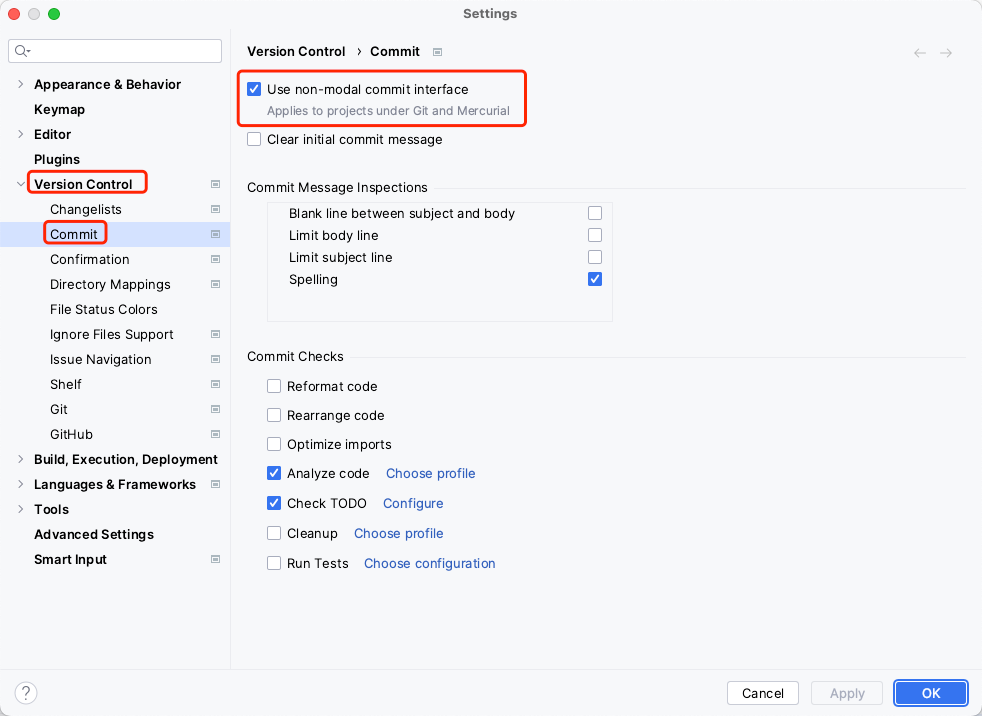 Settings
Appearance & Behavior
Keymap
Editor
Plugins
Version Control
Changelists
Commit
Confirmation
Directory Mappings
File Status Colors
Ignore Files Support
Issue Navigation
Shelf
Git
GitHub
Build, Execution, Deployment
Languages & Frameworks
Tools
Advanced Settings
Smart Input
Version Control › Commit
Use non-modal commit interface
Applies to projects under Git and Mercurial
Clear initial commit message
Commit Message Inspections
Blank line between subject and body
Limit body line
Limit subject line
Spelling
Commit Checks
Reformat code
Rearrange code
Optimize imports
Analyze code Choose profile
Check TODO Configure
Cleanup Choose profile
Run Tests Choose configuration
? Cancel Apply OK